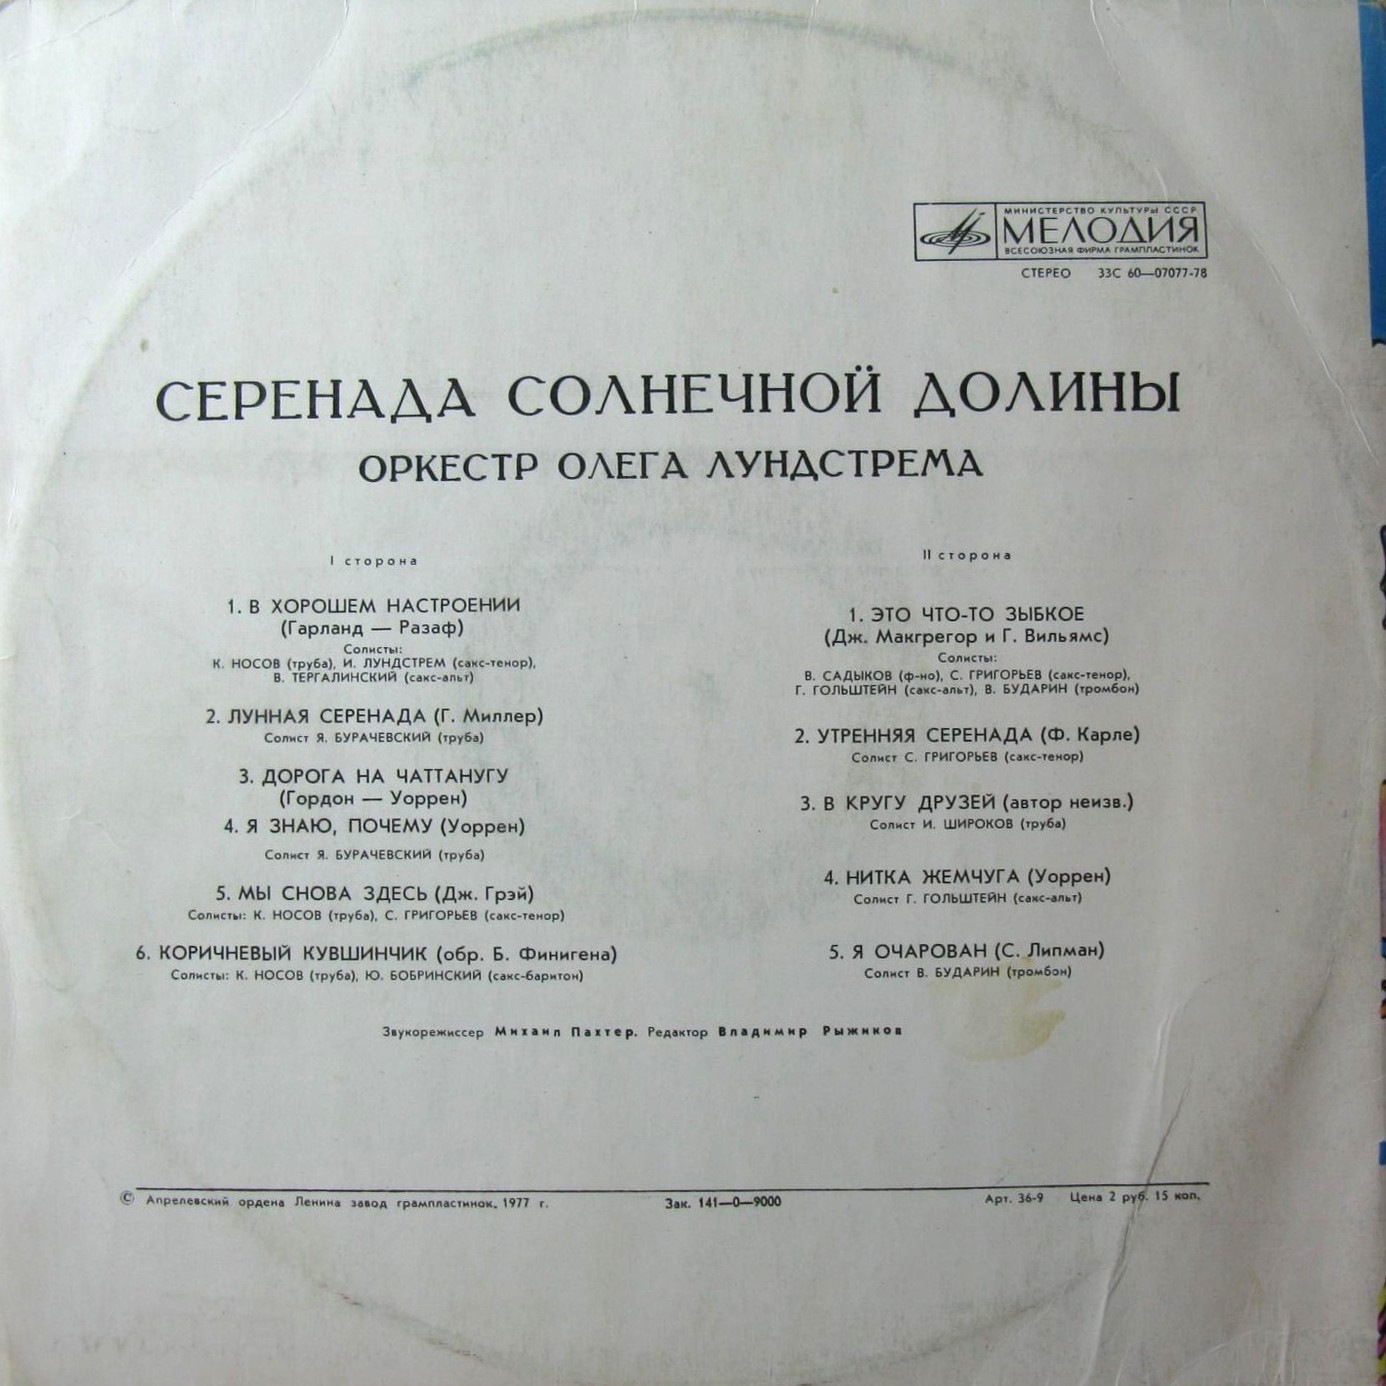 МИНИСТЕРСТВО КУЛЬТУРЫ СССР
МЕЛОДИЯ
ВСЕСОЮЗНАЯ ФИРМА ГРАМПЛАСТИНОК
СТЕРЕО 33С 60—07077-78
СЕРЕНАДА СОЛНЕЧНОЙ ДОЛИНЫ
ОРКЕСТР ОЛЕГА ЛУНДСТРЕМА
I сторона
1. В ХОРОШЕМ НАСТРОЕНИИ
(Гарланд — Разаф)
Солисты:
К. НОСОВ (труба), И. ЛУНДСТРЕМ (сакс-тенор),
В. ТЕРГАЛИНСКИЙ (сакс-альт)
2. ЛУННАЯ СЕРЕНАДА (Г. Миллер)
Солист Я. БУРАЧЕВСКИЙ (труба)
3. ДОРОГА НА ЧАТТАНУГУ
(Гордон — Уоррен)
4. Я ЗНАЮ, ПОЧЕМУ (Уоррен)
Солист Я. БУРАЧЕВСКИЙ (труба)
5. МЫ СНОВА ЗДЕСЬ (Дж. Грэй)
Солисты: К. НОСОВ (труба), С. ГРИГОРЬЕВ (сакс-тенор)
6. КОРИЧНЕВЫЙ КУВШИНЧИК (обр. Б. Финигена)
Солисты: К. НОСОВ (труба), Ю. БОБРИНСКИЙ (сакс-баритон)
II сторона
1. ЭТО ЧТО-ТО ЗЫБКОЕ
(Дж. Макгрегор и Г. Вильямс)
Солисты:
В. САДЫКОВ (ф-но), С. ГРИГОРЬЕВ (сакс-тенор),
Г. ГОЛЬШТЕЙН (сакс-альт), В. БУДАРИН (тромбон)
2. УТРЕННЯЯ СЕРЕНАДА (Ф. Карле)
Солист С. ГРИГОРЬЕВ (сакс-тенор)
3. В КРУГУ ДРУЗЕЙ (автор неизв.)
Солист И. ШИРОКОВ (труба)
4. НИТКА ЖЕМЧУГА (Уоррен)
Солист Г. ГОЛЬШТЕЙН (сакс-альт)
5. Я ОЧАРОВАН (С. Липман)
Солист В. БУДАРИН (тромбон)
Звукорежиссер Михаил Пахтер. Редактор Владимир Рыжиков
© Апрелевский ордена Ленина завод грампластинок, 1977 г. Зак. 141—0—9000 Арт. 36-9 Цена 2 руб. 15 коп.